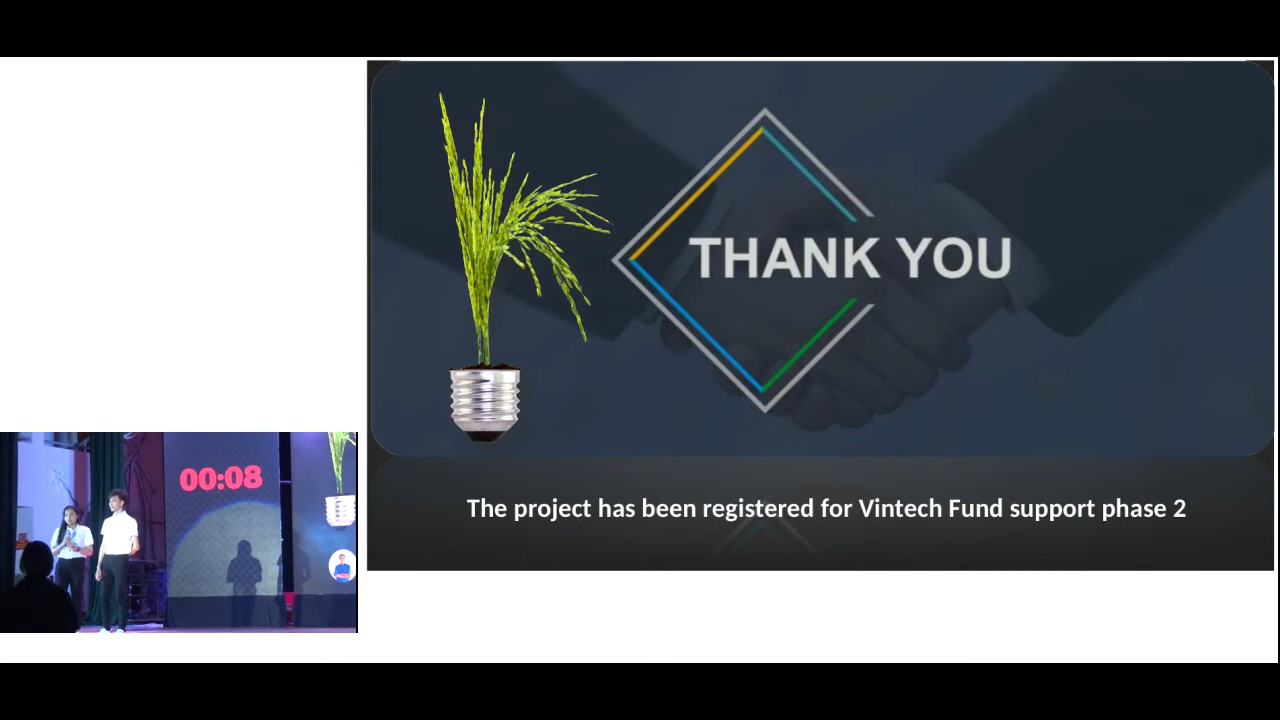 THANK YOU
The project has been registered for Vintech Fund support phase 2
00:08